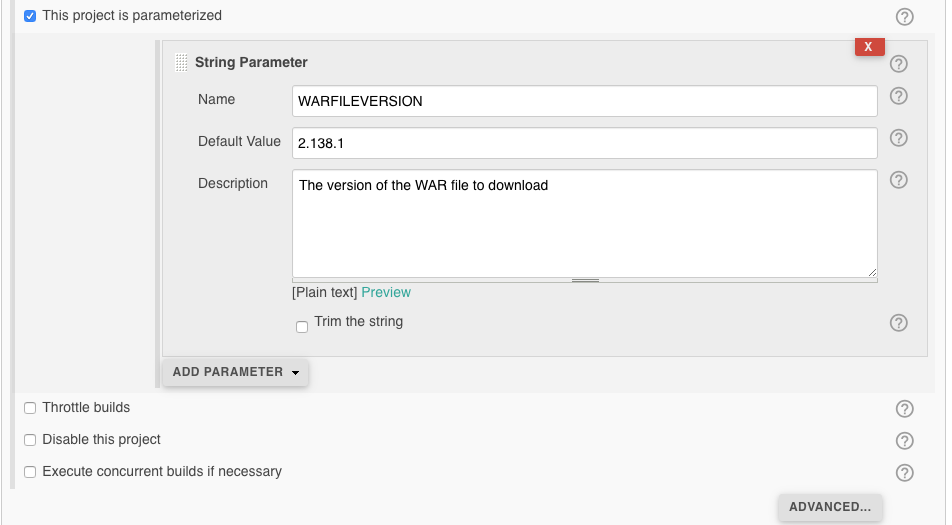 This project is parameterized
?
X
String Parameter
?
Name
WARFILEVERSION
?
Default Value
2.138.1
?
Description
The version of the WAR file to download
?
[Plain text] Preview
Trim the string
?
ADD PARAMETER
Throttle builds
?
Disable this project
?
Execute concurrent builds if necessary
?
ADVANCED...